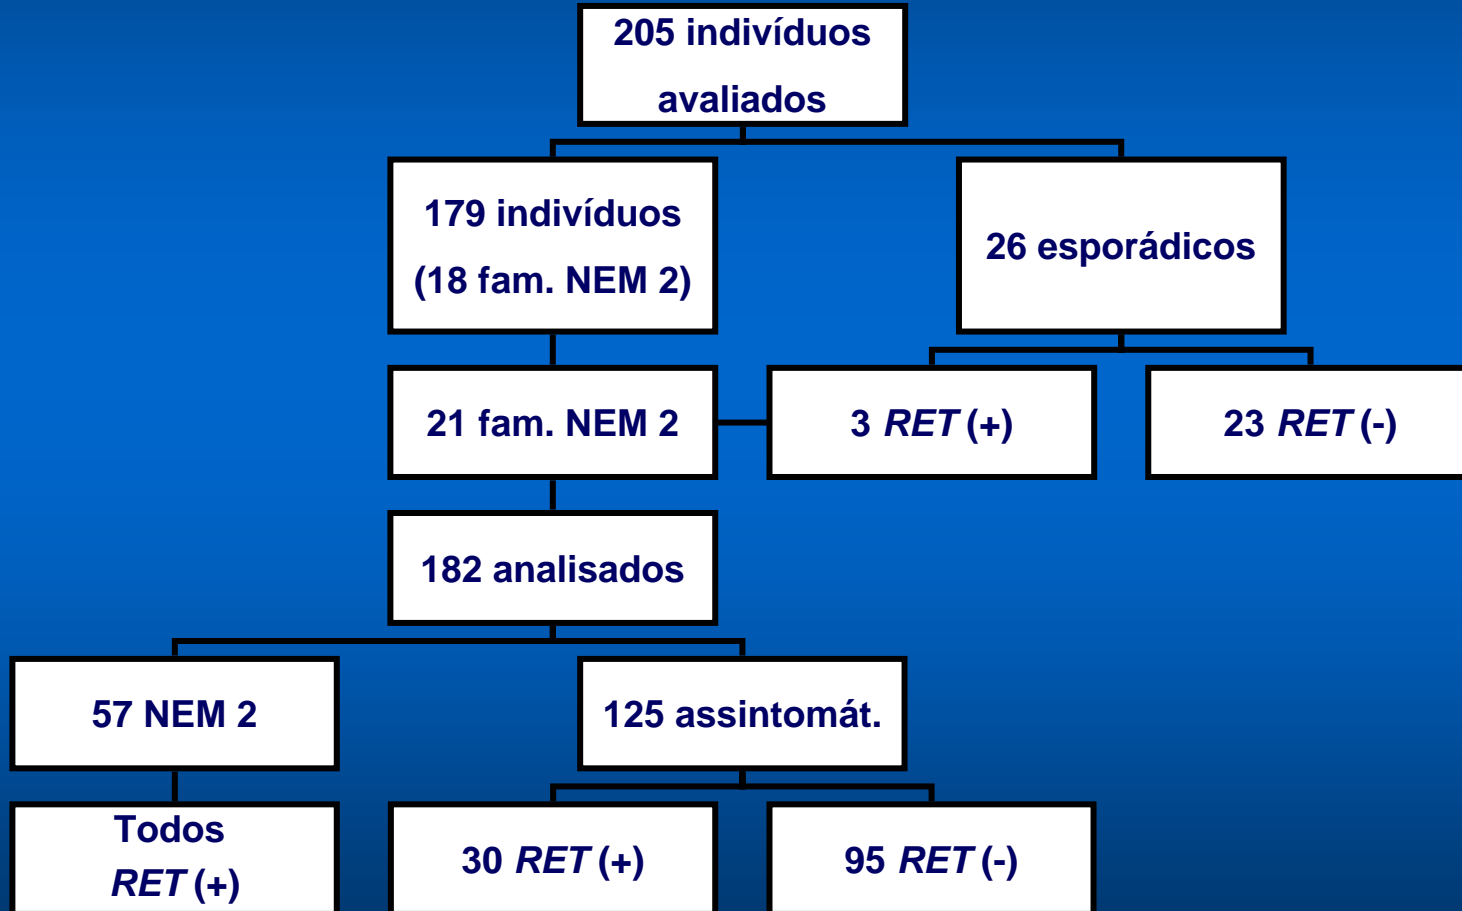 205 indivíduos
avaliados
179 indivíduos
(18 fam. NEM 2)
26 esporádicos
21 fam. NEM 2
3 RET (+)
23 RET (-)
182 analisados
57 NEM 2
125 assintomát.
Todos
RET (+)
30 RET (+)
95 RET (-)